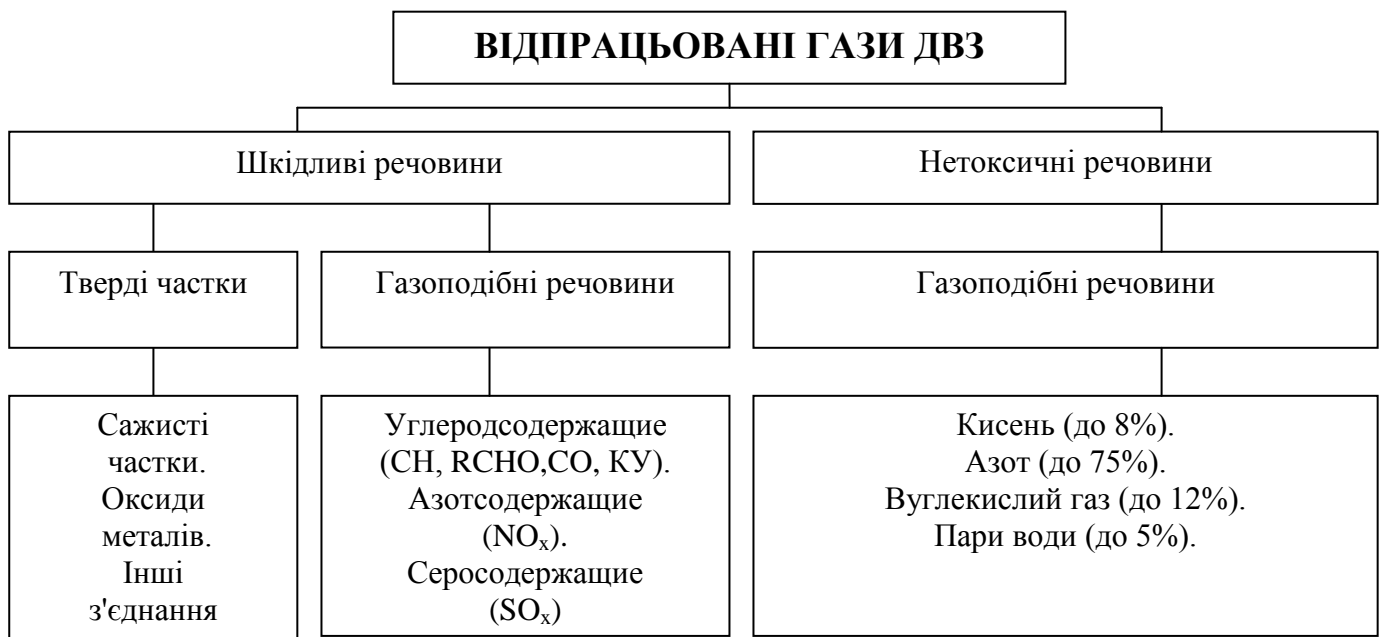 ВІДПРАЦЬОВАНІ ГАЗИ ДВЗ
Шкідливі речовини
Нетоксичні речовини
Тверді частки
Газоподібні речовини
Газоподібні речовини
Сажисті
частки.
Оксиди
металів.
Інші
з'єднання
Углеродсодержащие
(СН, RCHO,CO, КУ).
Азотсодержащие
(NOx).
Серосодержащие
(SOx)
Кисень (до 8%).
Азот (до 75%).
Вуглекислий газ (до 12%).
Пари води (до 5%).